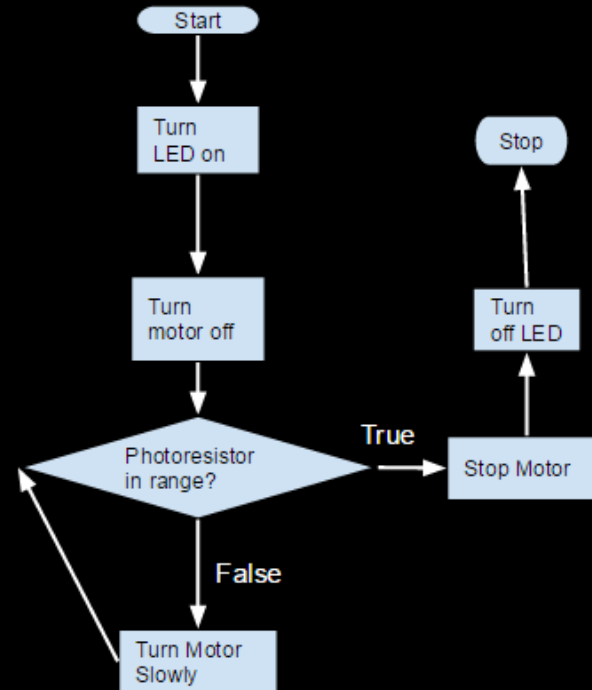 Start
Turn
LED on
Turn
motor off
Photoresistor
in range?
True
Stop Motor
Turn
off LED
Stop
False
Turn Motor
Slowly